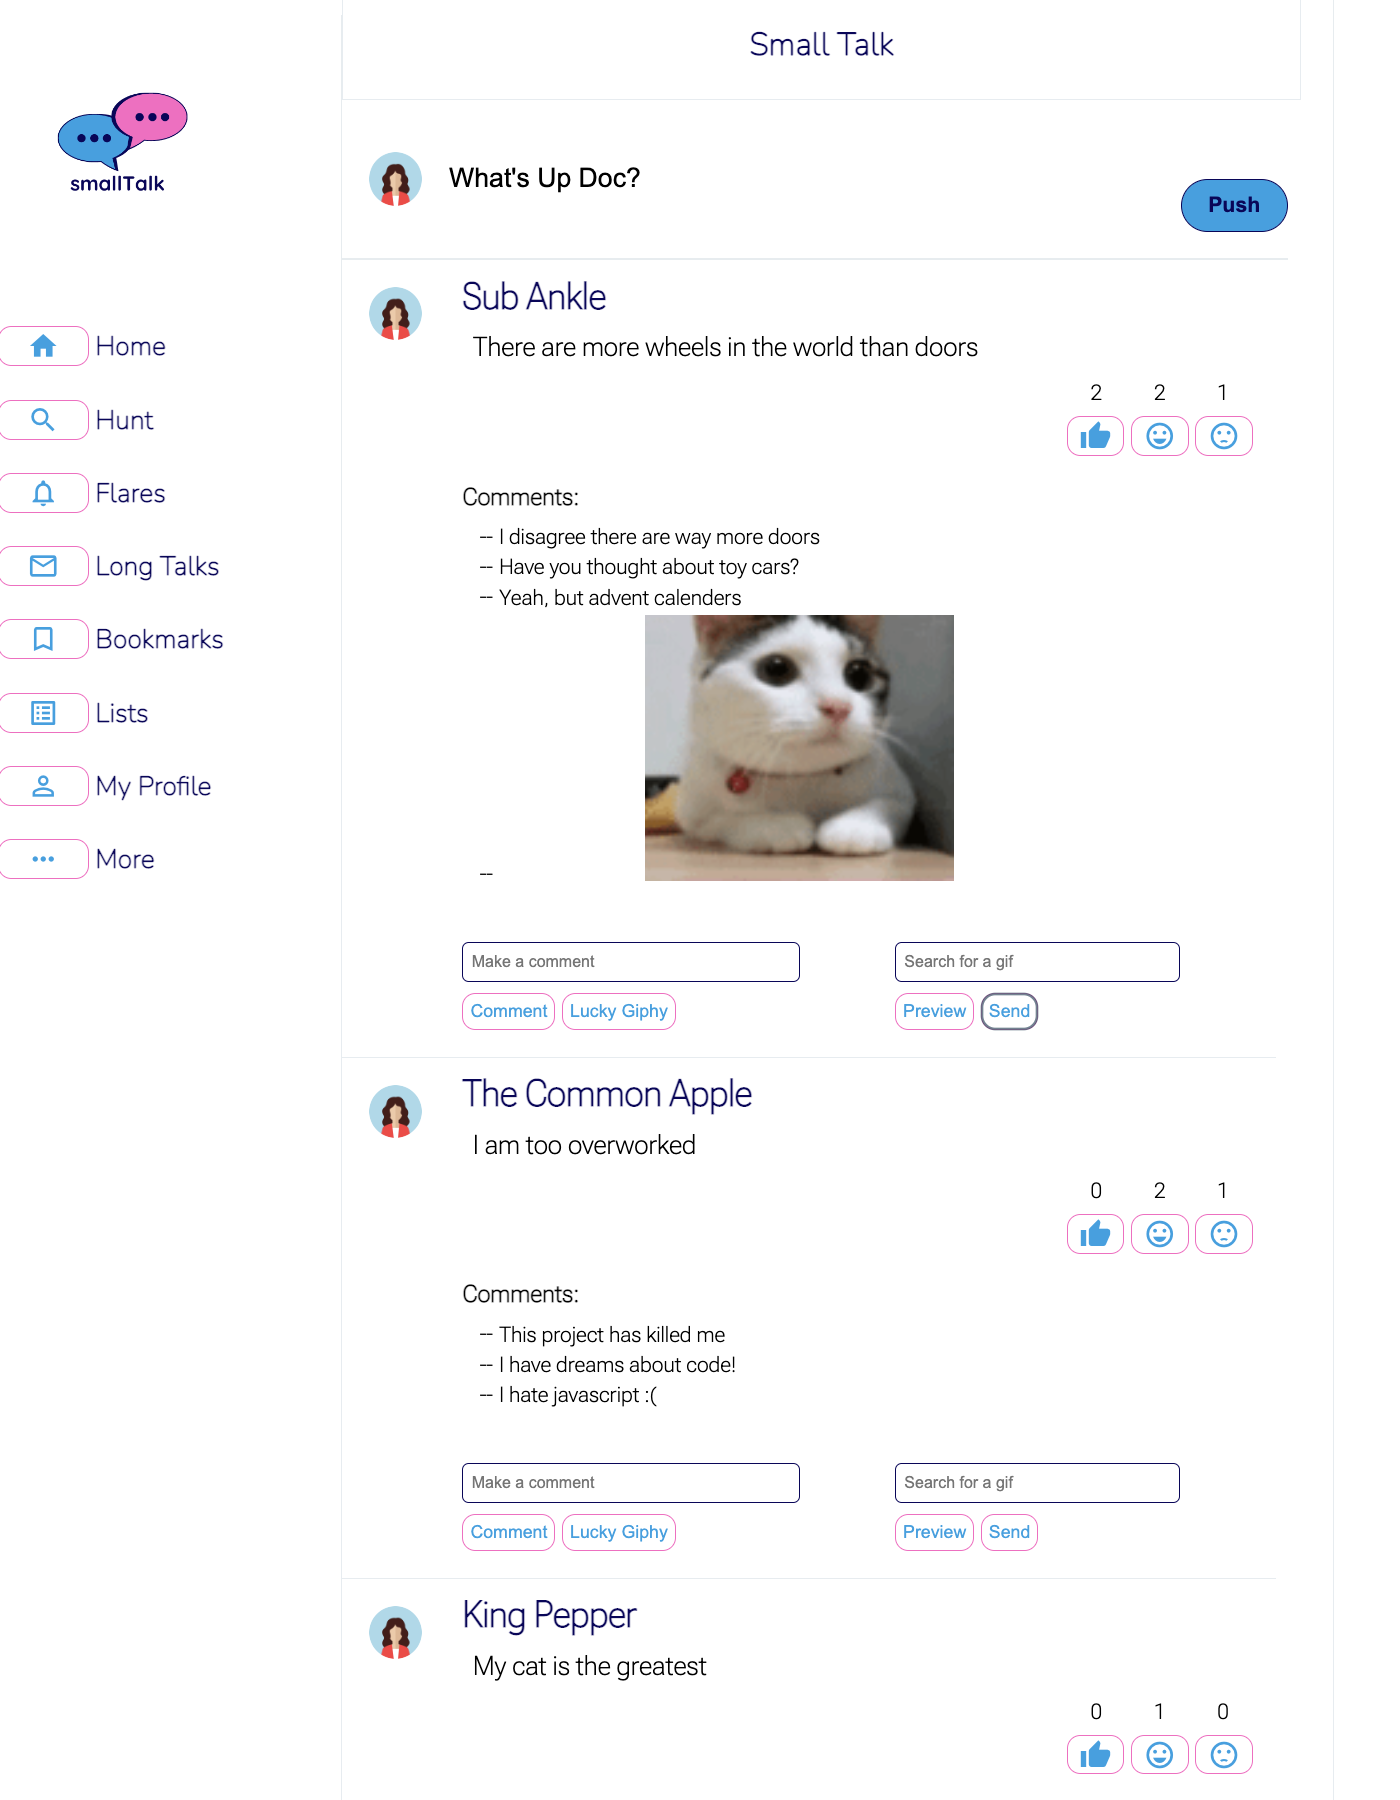 Small Talk
smallTalk
What's Up Doc?
Push
Home
Hunt
Flares
Long Talks
Bookmarks
Lists
My Profile
More
Sub Ankle
There are more wheels in the world than doors
2 2 1
Comments:
-- I disagree there are way more doors
-- Have you thought about toy cars?
-- Yeah, but advent calenders
--
Make a comment
Search for a gif
Comment Lucky Giphy
Preview Send
The Common Apple
I am too overworked
0 2 1
Comments:
-- This project has killed me
-- I have dreams about code!
-- I hate javascript :(
Make a comment
Search for a gif
Comment Lucky Giphy
Preview Send
King Pepper
My cat is the greatest
0 1 0